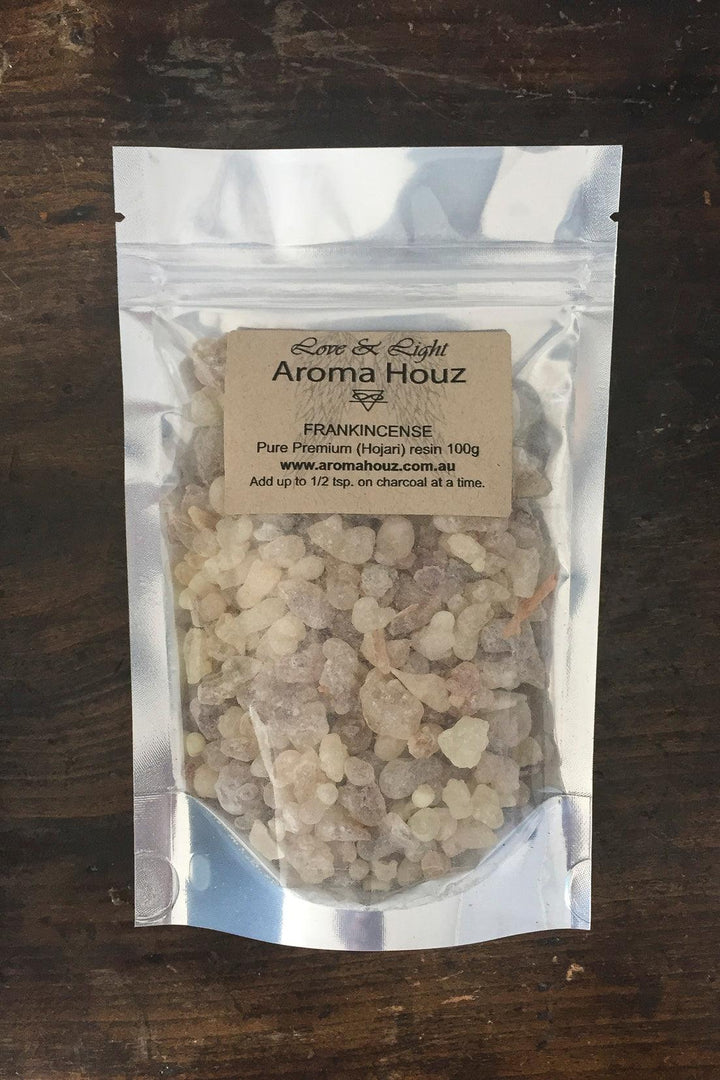 Love & Light
Aroma Houz
FRANKINCENSE
Pure Premium (Hojari) resin 100g
www.aromahouz.com.au
Add up to 1/2 tsp. on charcoal at a time.